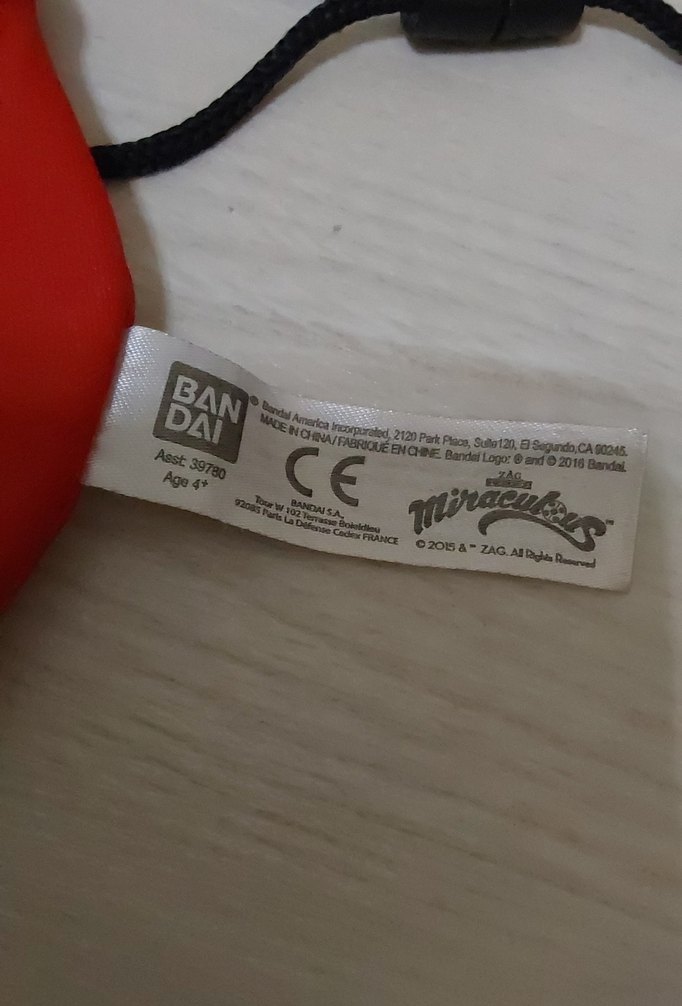 BAN
DAI
®
Asst: 39780
Age 4+
Bandai America Incorporated, 2120 Park Place, Suite120, El Segundo,CA 90245.
MADE IN CHINA/FABRIQUÉ EN CHINE. Bandai Logo: ® and © 2016 Bandai.
CE
BANDAI S.A.,
Tour W 102 Terrasse Boieldieu
92085 Paris La Défense Cedex FRANCE
ZAG
Miraculous™
© 2015 & ™ ZAG. All Rights Reserved